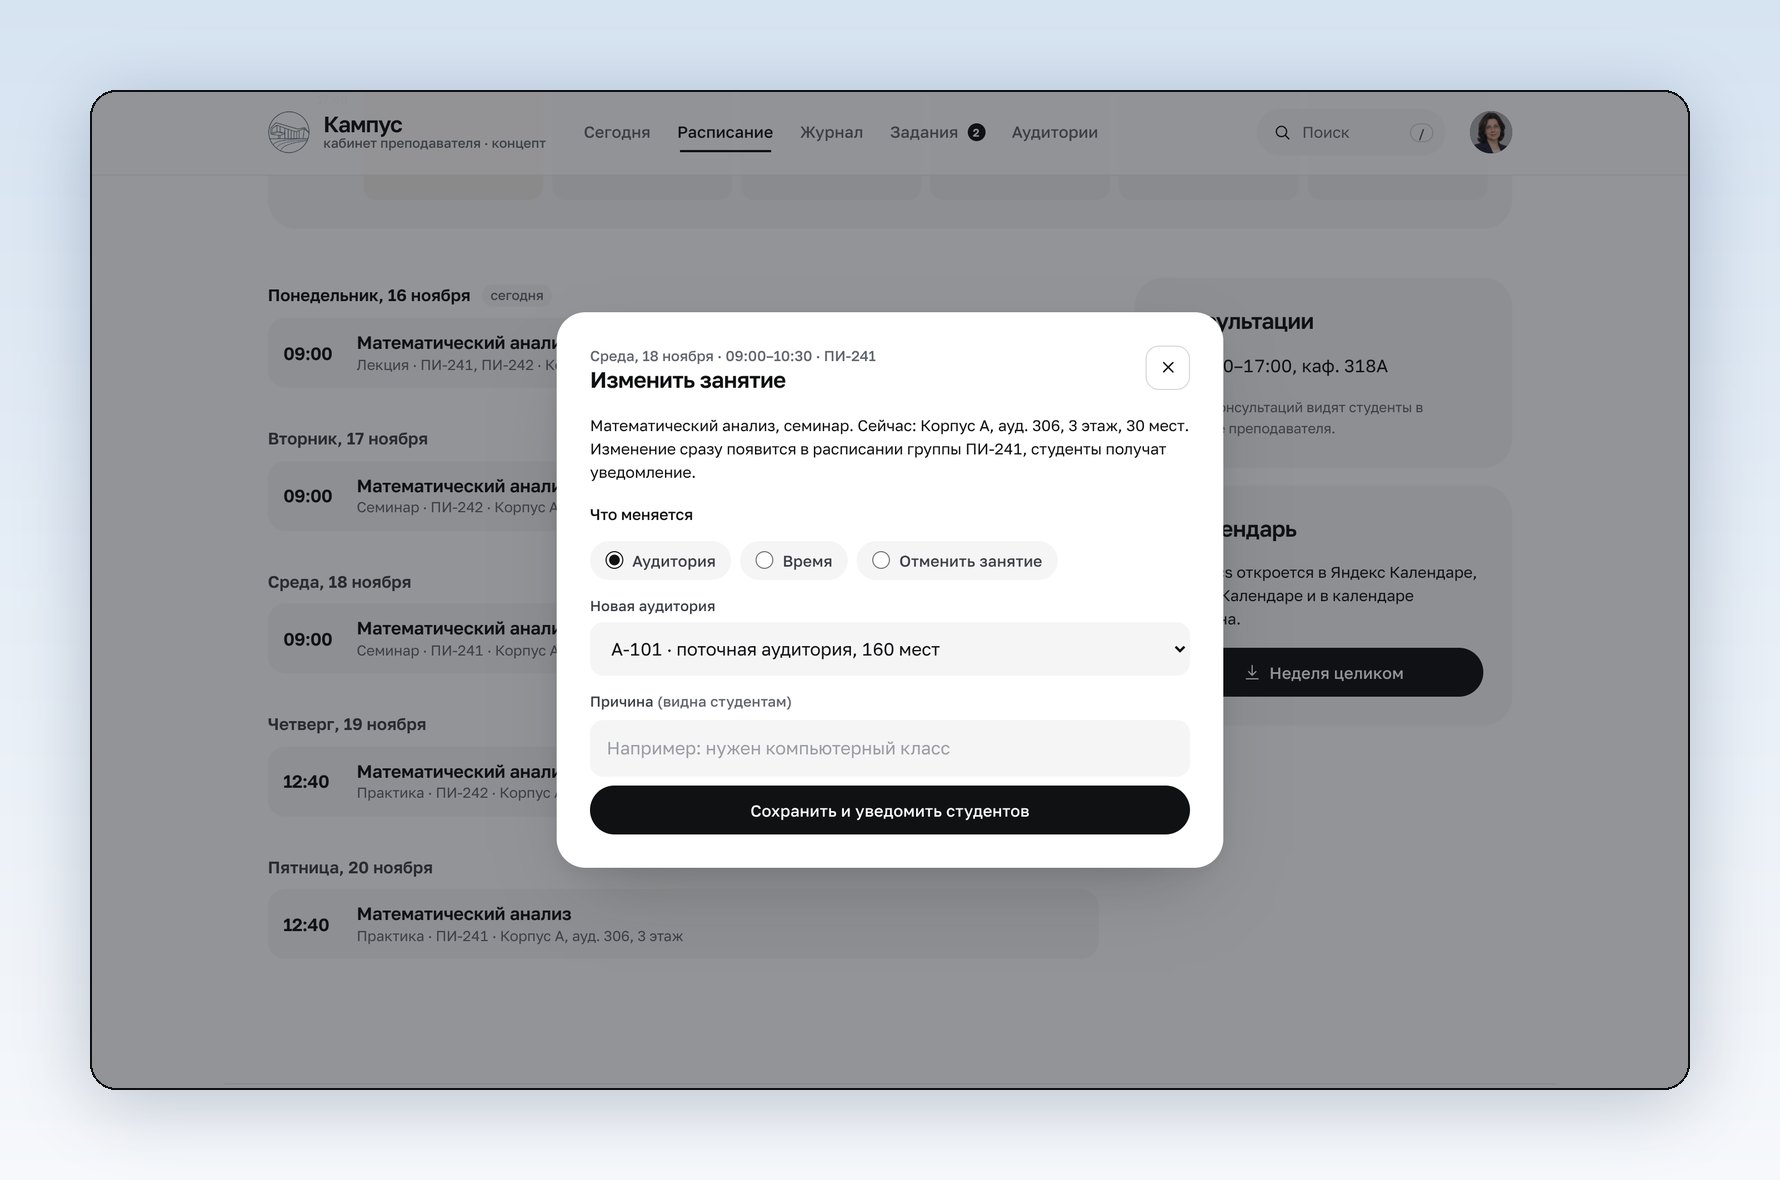 Кампус
кабинет преподавателя · концепт
Сегодня
Расписание
Журнал
Задания 2
Аудитории
Поиск /
Понедельник, 16 ноября сегодня
09:00
Математический анали
Лекция · ПИ-241, ПИ-242 · К
Вторник, 17 ноября
09:00
Математический анали
Семинар · ПИ-242 · Корпус А
Среда, 18 ноября
09:00
Математический анали
Семинар · ПИ-241 · Корпус А
Четверг, 19 ноября
12:40
Математический анали
Практика · ПИ-242 · Корпус
Пятница, 20 ноября
12:40
Математический анализ
Практика · ПИ-241 · Корпус А, ауд. 306, 3 этаж
Среда, 18 ноября · 09:00–10:30 · ПИ-241
Изменить занятие
Математический анализ, семинар. Сейчас: Корпус А, ауд. 306, 3 этаж, 30 мест.
Изменение сразу появится в расписании группы ПИ-241, студенты получат
уведомление.
Что меняется
Аудитория
Время
Отменить занятие
Новая аудитория
А-101 · поточная аудитория, 160 мест
Причина (видна студентам)
Например: нужен компьютерный класс
Сохранить и уведомить студентов
ультации
0–17:00, каф. 318А
нсультаций видят студенты в
преподавателя.
ендарь
s откроется в Яндекс Календаре,
Календаре и в календаре
на.
Неделя целиком